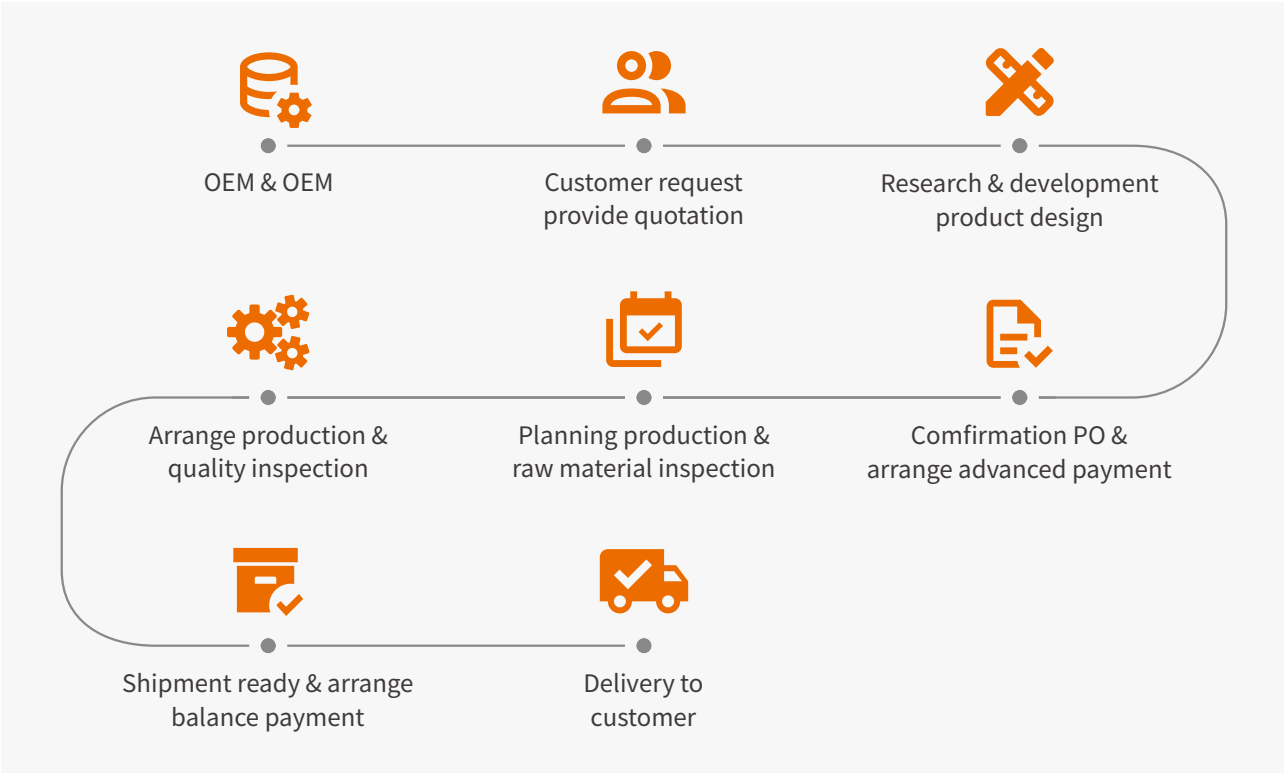 OEM & OEM
Customer request
provide quotation
Research & development
product design
Arrange production &
quality inspection
Planning production &
raw material inspection
Comfirmation PO &
arrange advanced payment
Shipment ready & arrange
balance payment
Delivery to
customer